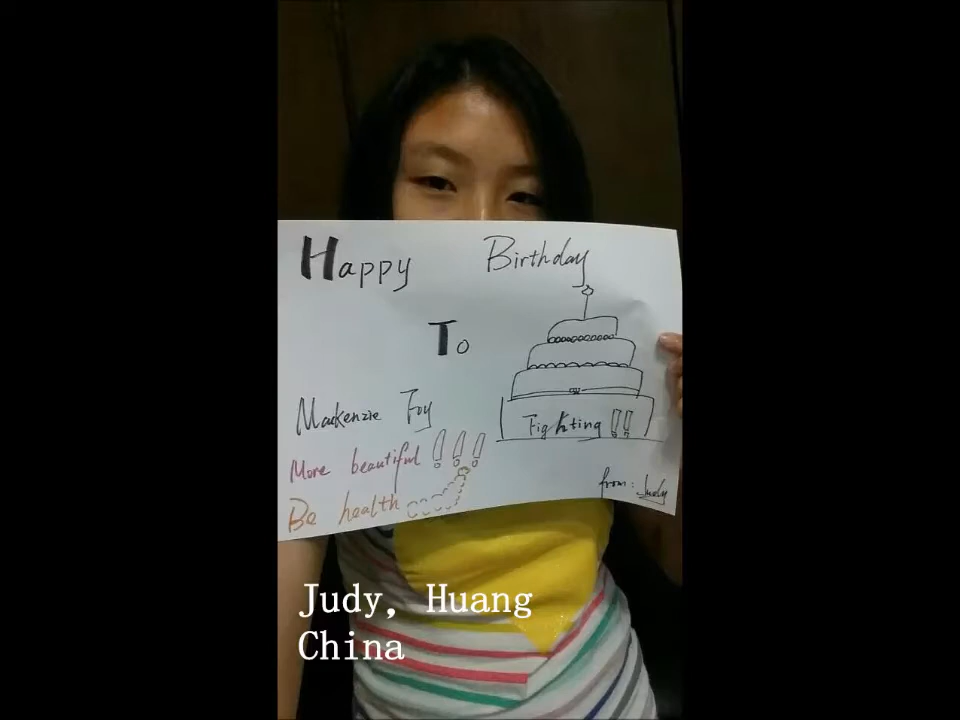 Happy Birthday
To
Mackenzie Foy
Fighting!!
More beautiful!!!
Be health
from: Judy
Judy, Huang
China